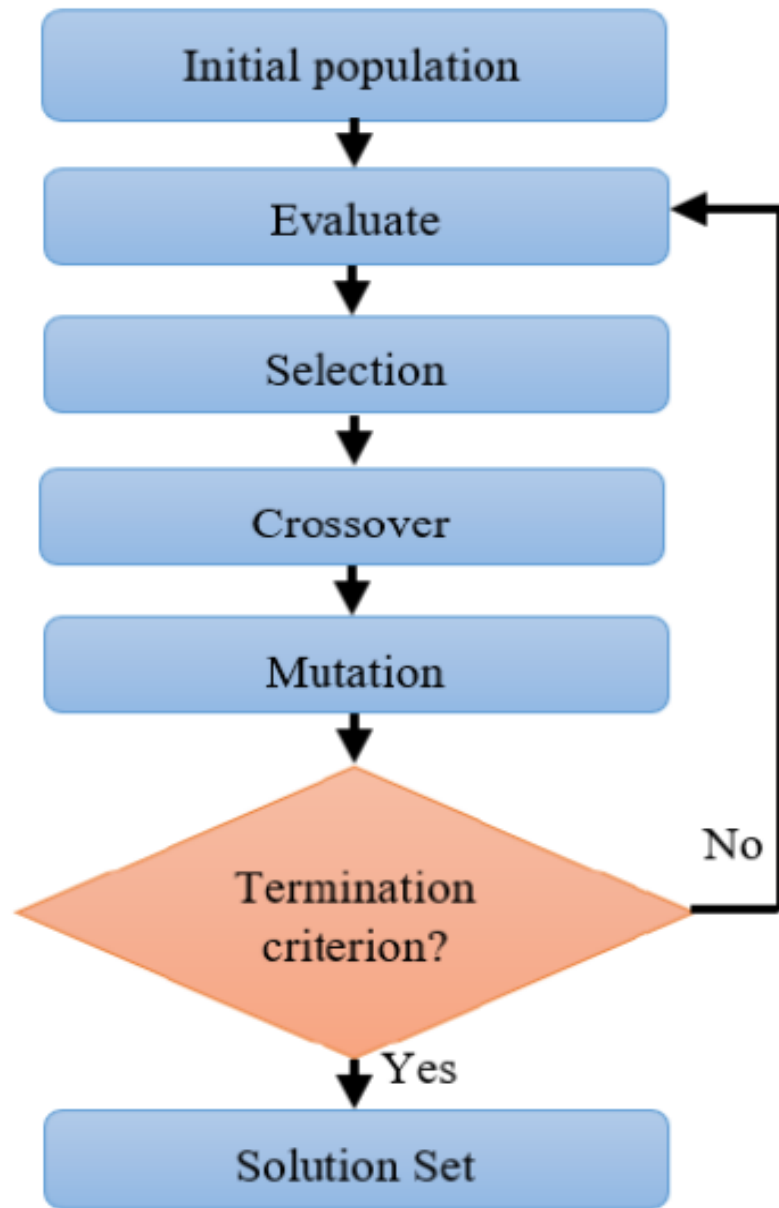 Initial population
Evaluate
Selection
Crossover
Mutation
Termination
criterion?
No
Yes
Solution Set